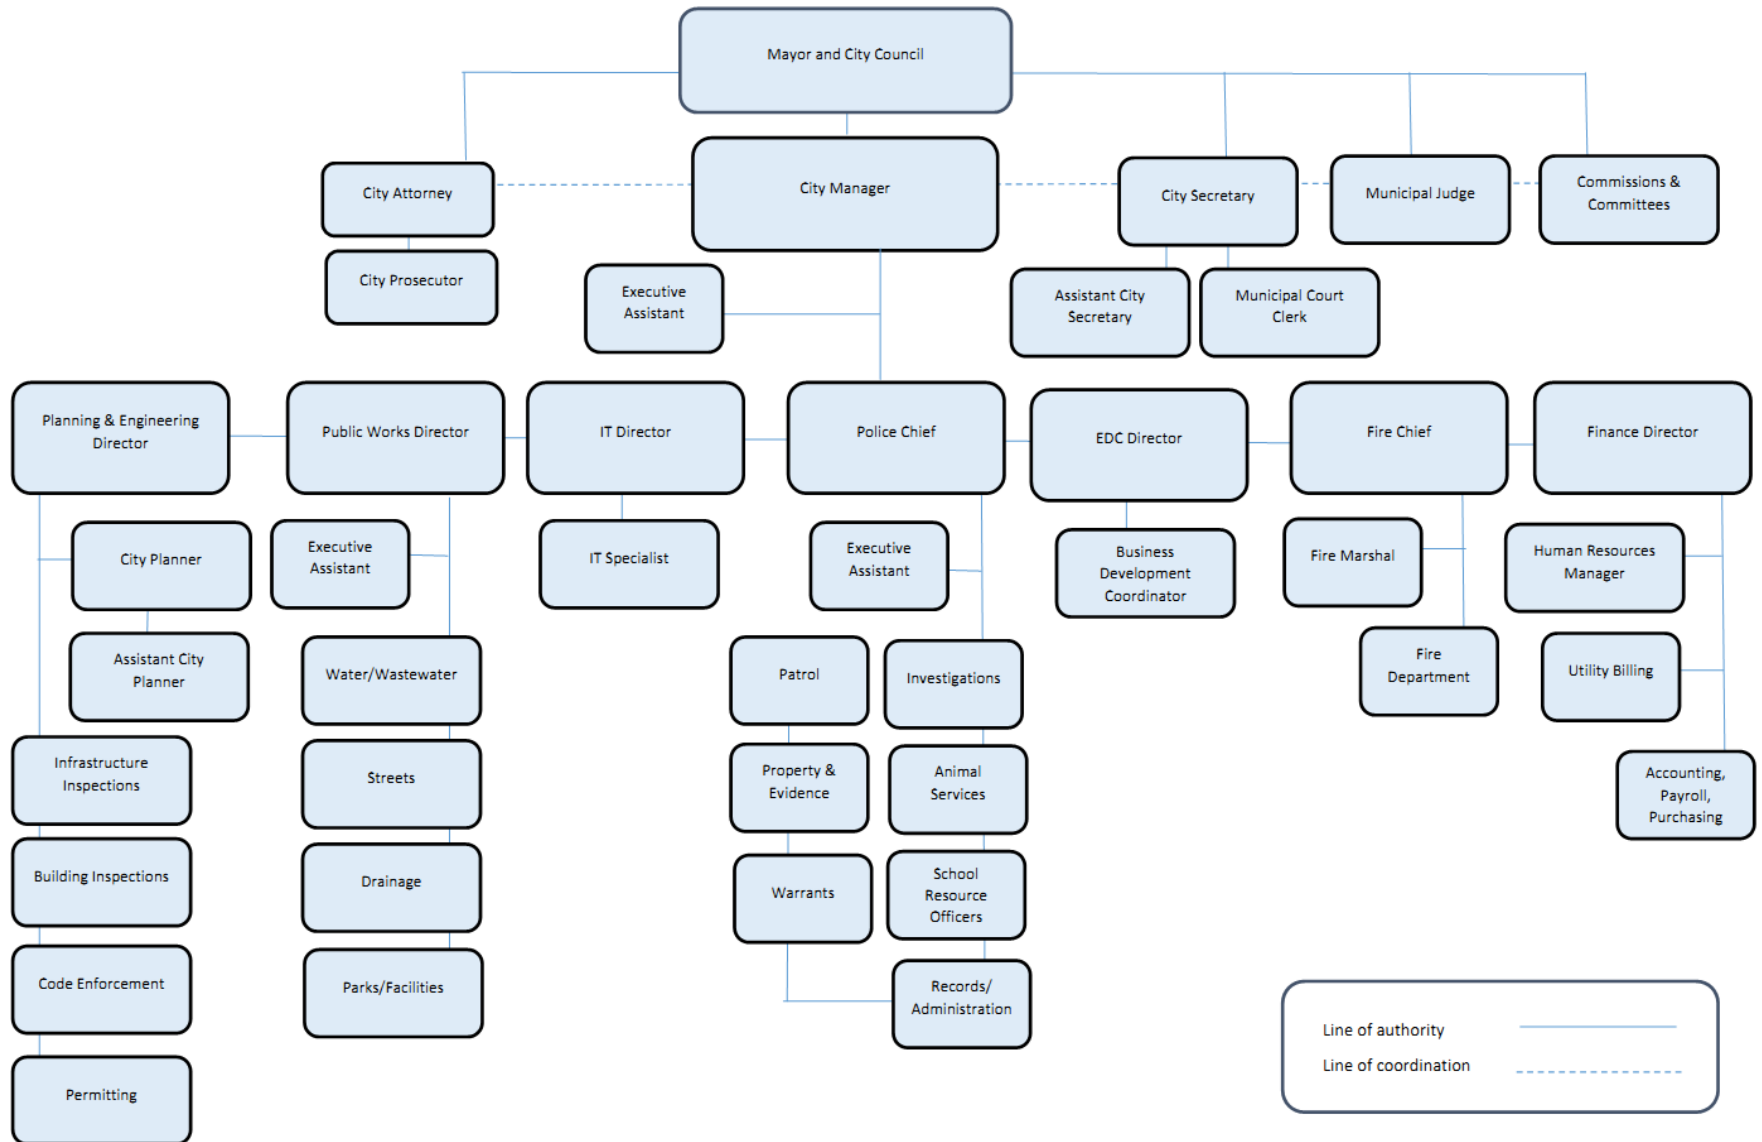 Mayor and City Council
City Attorney
City Manager
City Secretary
Municipal Judge
Commissions &
Committees
City Prosecutor
Executive
Assistant
Assistant City
Secretary
Municipal Court
Clerk
Planning & Engineering
Director
Public Works Director
IT Director
Police Chief
EDC Director
Fire Chief
Finance Director
City Planner
Executive
Assistant
IT Specialist
Executive
Assistant
Business
Development
Coordinator
Fire Marshal
Human Resources
Manager
Assistant City
Planner
Water/Wastewater
Patrol
Investigations
Fire
Department
Utility Billing
Infrastructure
Inspections
Streets
Property &
Evidence
Animal
Services
Accounting,
Payroll,
Purchasing
Building Inspections
Drainage
Warrants
School
Resource
Officers
Code Enforcement
Parks/Facilities
Records/
Administration
Permitting
Line of authority
Line of coordination